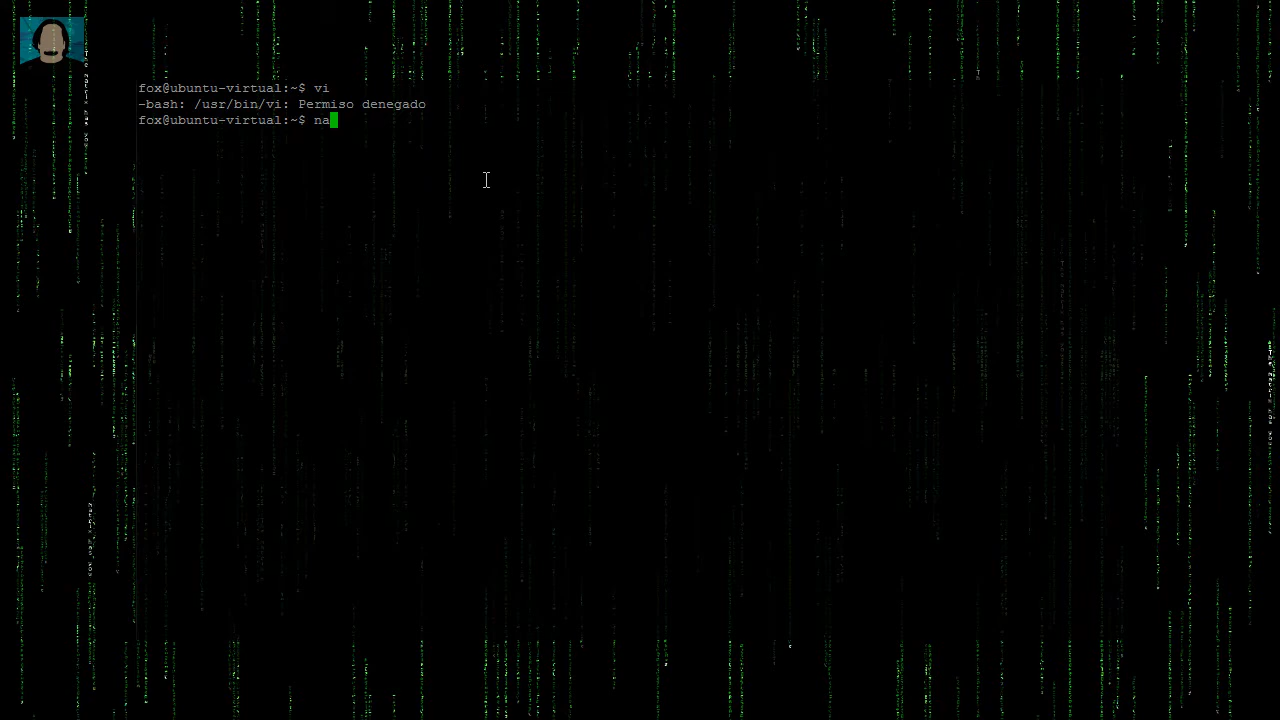 fox@ubuntu-virtual:~$ vi
-bash: /usr/bin/vi: Permiso denegado
fox@ubuntu-virtual:~$ na